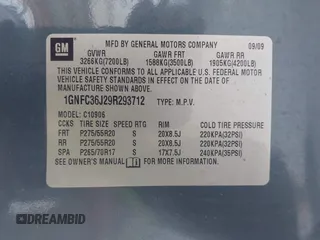 GM
MFD BY GENERAL MOTORS COMPANY 09/09
GVWR GAWR FRT GAWR RR
3266KG(7200LB) 1588KG(3500LB) 1905KG(4200LB)
THIS VEHICLE CONFORMS TO ALL APPLICABLE U.S. FEDERAL MOTOR
VEHICLE SAFETY STANDARDS IN EFFECT ON THE DATE OF
MANUFACTURE SHOWN ABOVE.
1GNFC36J29R293712 TYPE: M.P.V.
MODEL: C10906
CCKS TIRE SIZE SPEED RTG RIM COLD TIRE PRESSURE
FRT P275/55R20 S 20X8.5J 220KPA(32PSI)
RR P275/55R20 S 20X8.5J 220KPA(32PSI)
SPA P265/70R17 S 17X7.5J 240KPA(35PSI)
SEE OWNER'S MANUAL FOR MORE INFORMATION.
DREAMBID